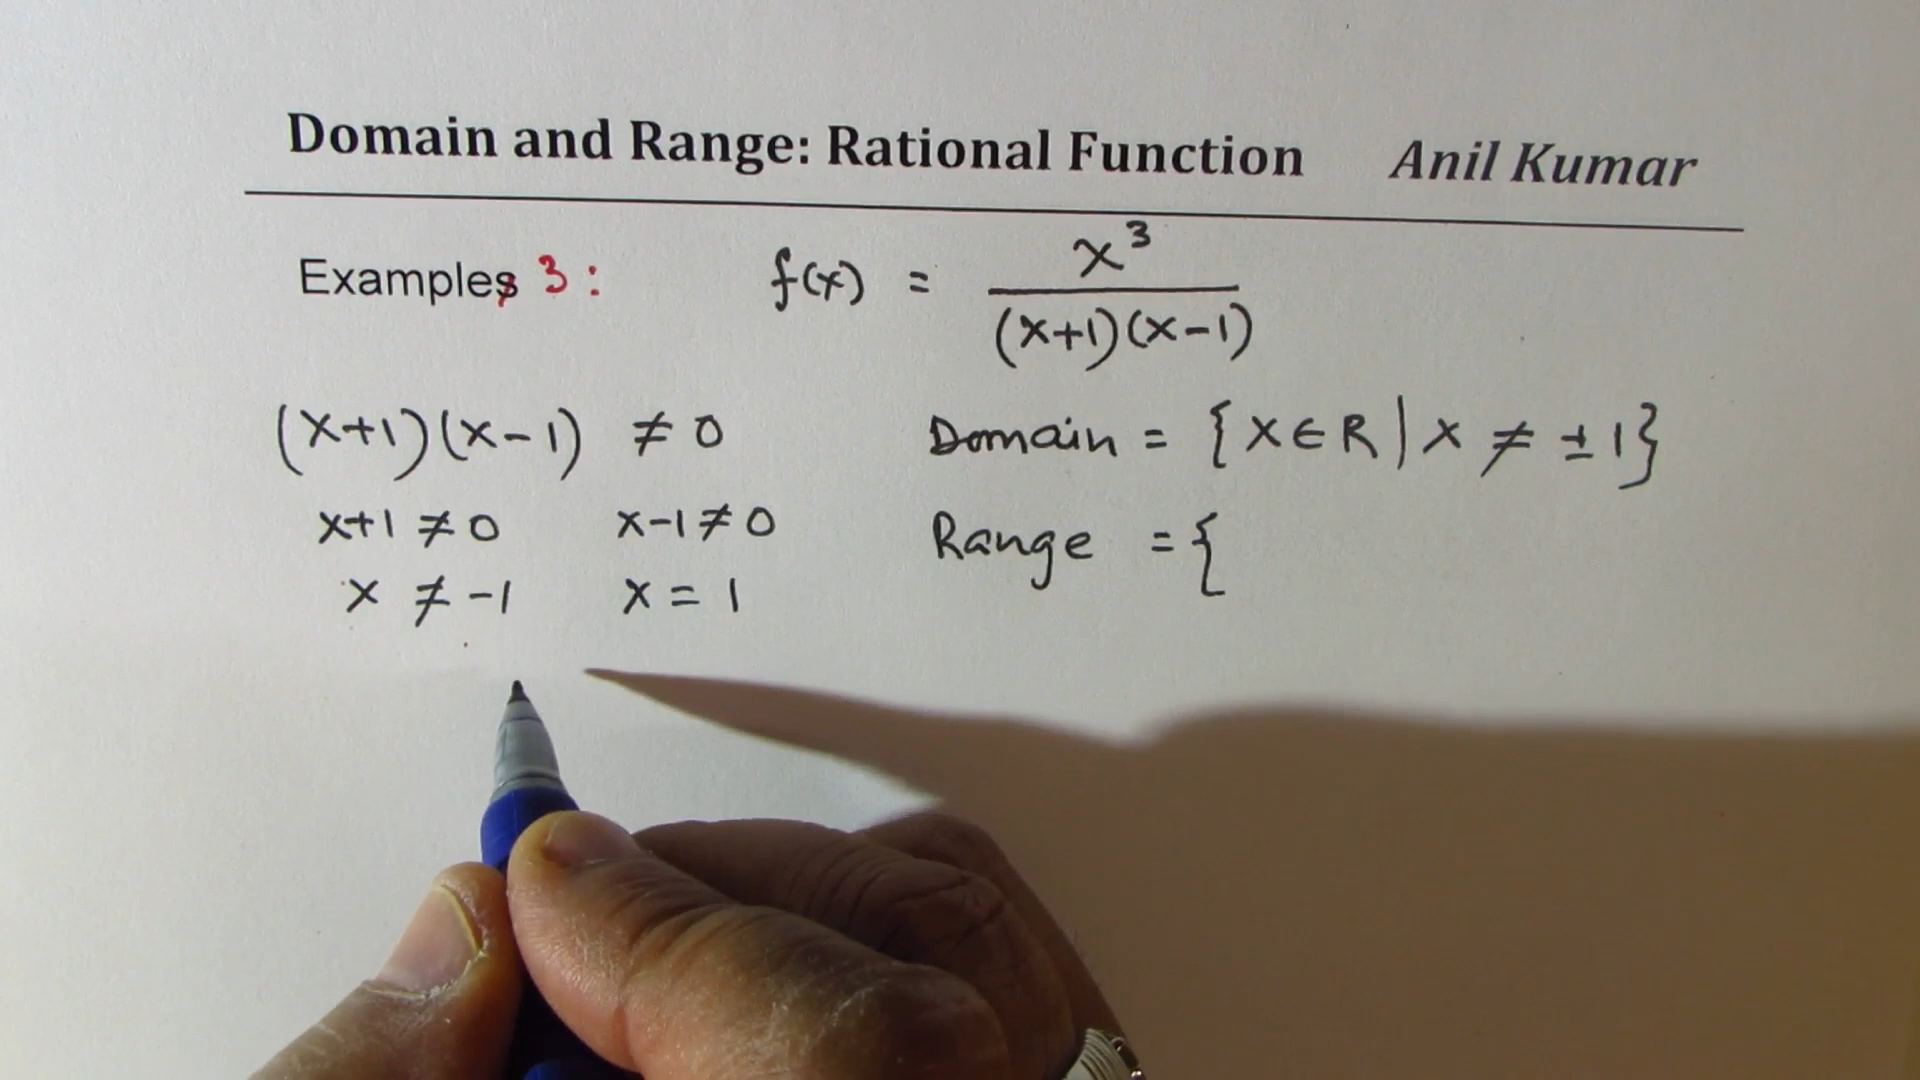 Domain and Range: Rational Function Anil Kumar
Examples 3 : f(x) = x³ / (x+1)(x-1)
(x+1)(x-1) ≠ 0 Domain = {x∈R | x ≠ ±1}
x+1 ≠ 0 x-1 ≠ 0 Range = {
x ≠ -1 x = 1